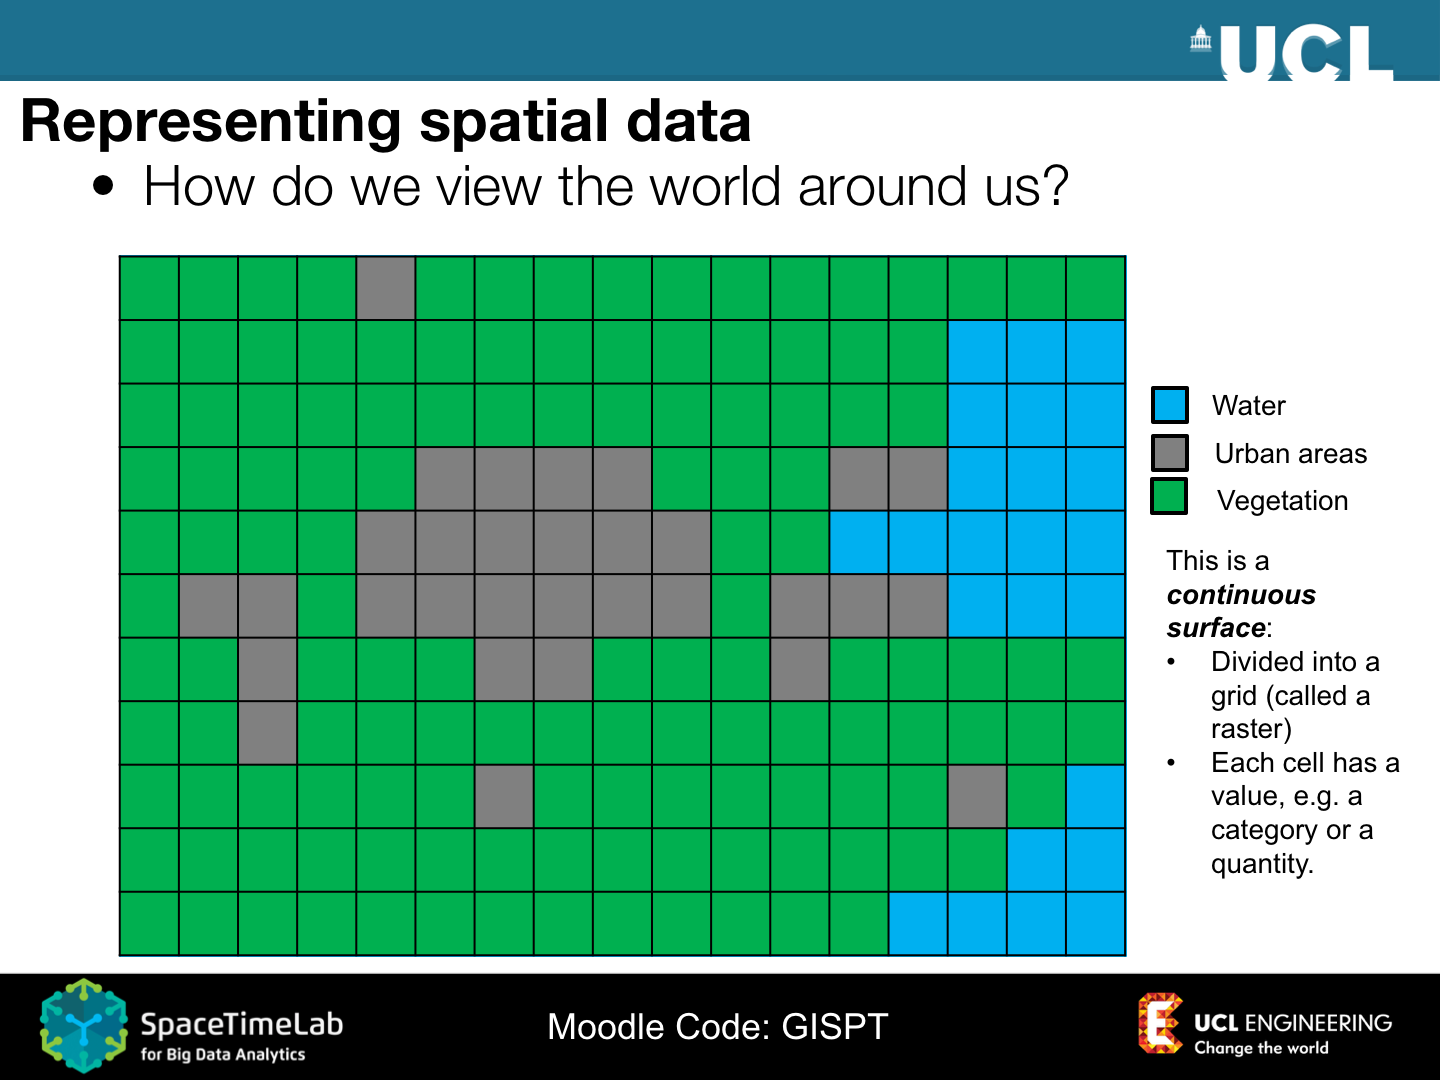 UCL
Representing spatial data
• How do we view the world around us?
Water
Urban areas
Vegetation
This is a
continuous
surface:
• Divided into a
grid (called a
raster)
• Each cell has a
value, e.g. a
category or a
quantity.
SpaceTimeLab
for Big Data Analytics
Moodle Code: GISPT
UCL ENGINEERING
Change the world